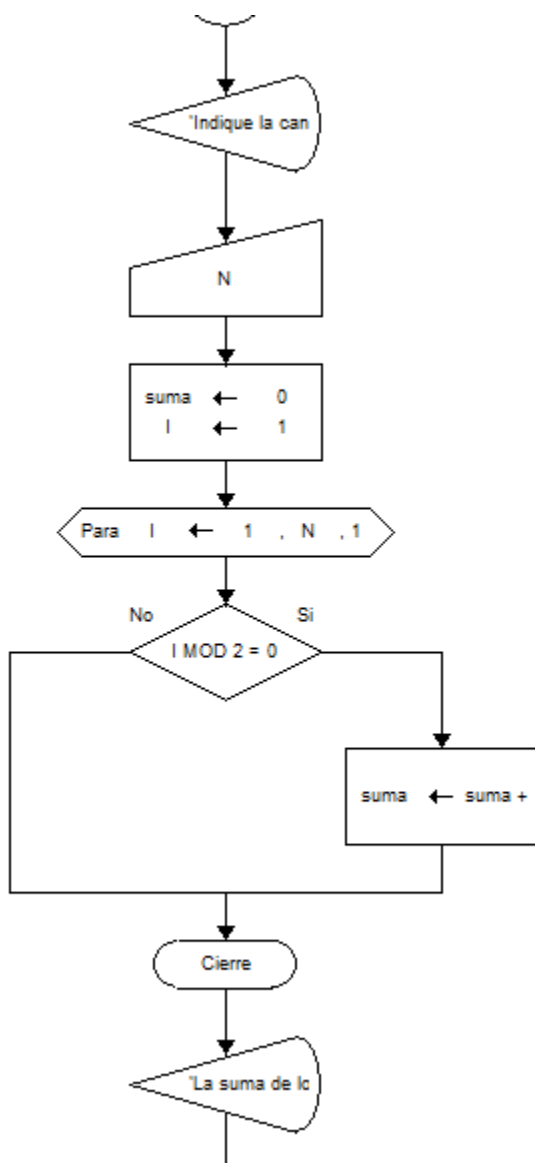 'Indique la can
N
suma ← 0
I ← 1
Para I ← 1 , N , 1
No
Si
I MOD 2 = 0
suma ← suma +
Cierre
'La suma de lo